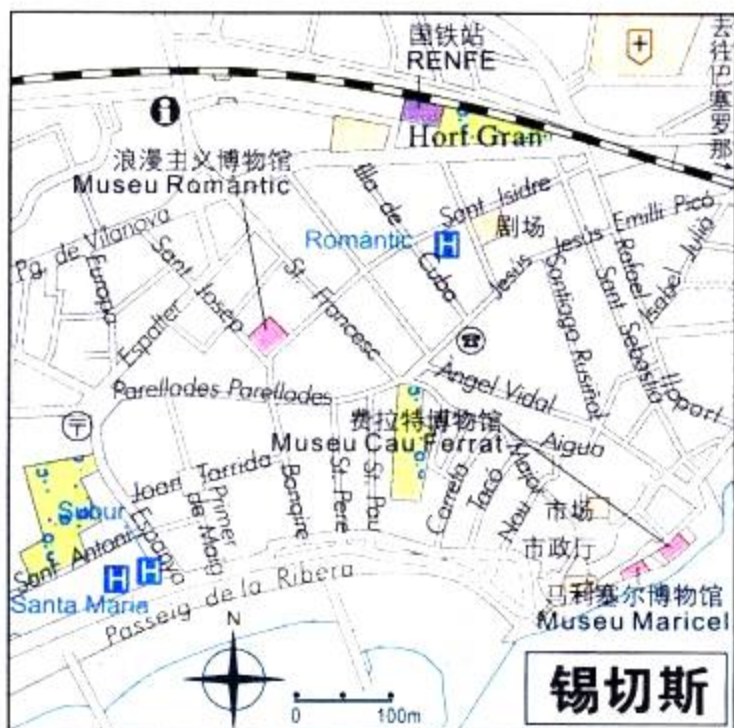 国铁站
RENFE
去往巴塞罗那
Horf Gran
浪漫主义博物馆
Museu Romàntic
Illa de Cuba
Sant Isidre
剧场
Romàntic
H
Jesús Jesús Emilli Picó
Pg. de Vilanova
Europa
Sant Josep
St. Francesc
Espalter
Santiago Rusiñol
Rafael
Isabel Julià
Sant Sebastià
Parellades Parellades
Àngel Vidal
费拉特博物馆
Museu Cau Ferrat
Aigua
Joan Tarrida
Primer de Maig
Bonaire
St. Pere
St. Pau
Carreta
Tacó
Nou
Major
市场
市政厅
Subur
Sant Antoni
Espanya
H
H
Santa Maria
Passeig de la Ribera
马利塞尔博物馆
Museu Maricel
N
0 100m
锡切斯